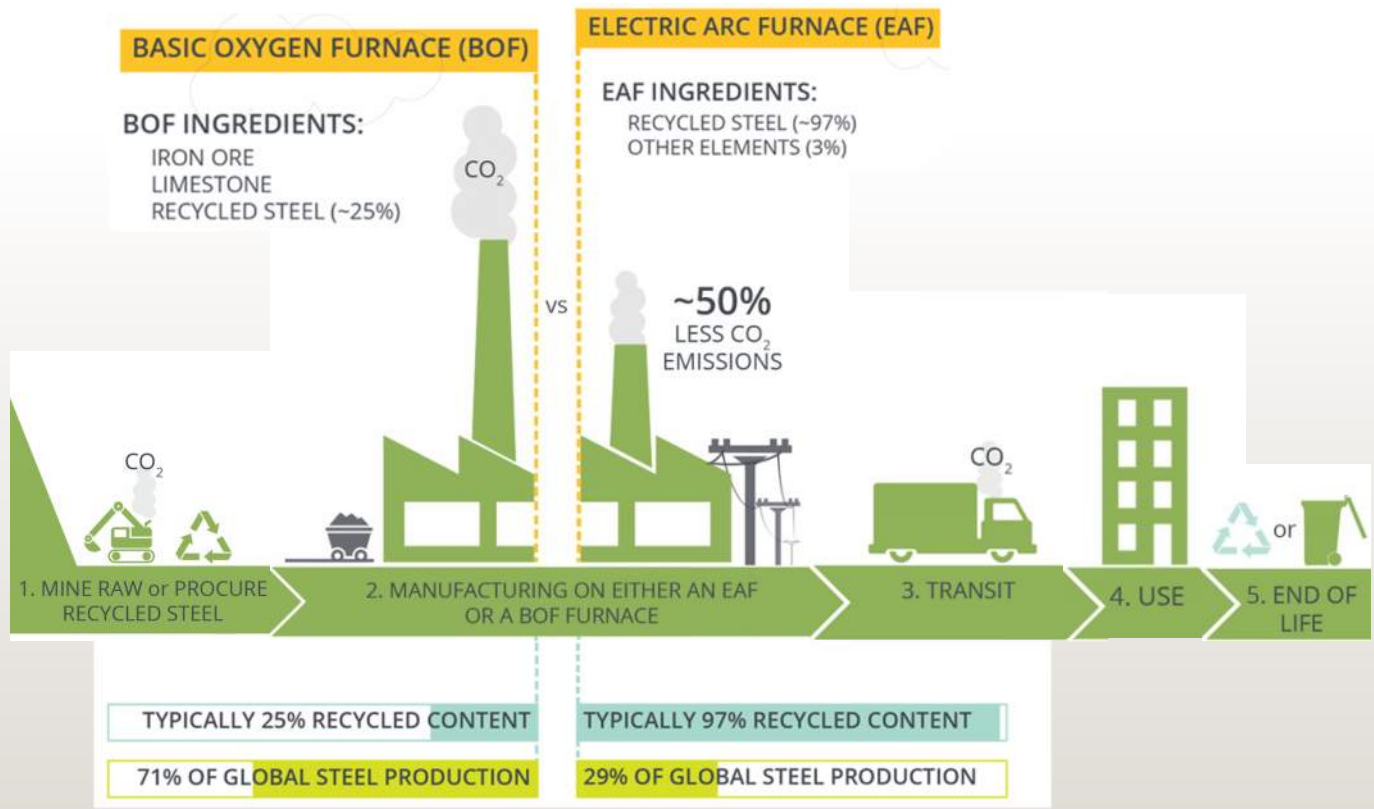 BASIC OXYGEN FURNACE (BOF)
BOF INGREDIENTS:
IRON ORE
LIMESTONE
RECYCLED STEEL (~25%)
CO₂
vs
ELECTRIC ARC FURNACE (EAF)
EAF INGREDIENTS:
RECYCLED STEEL (~97%)
OTHER ELEMENTS (3%)
~50%
LESS CO₂
EMISSIONS
CO₂
CO₂
or
1. MINE RAW or PROCURE
RECYCLED STEEL
2. MANUFACTURING ON EITHER AN EAF
OR A BOF FURNACE
3. TRANSIT
4. USE
5. END OF
LIFE
TYPICALLY 25% RECYCLED CONTENT
TYPICALLY 97% RECYCLED CONTENT
71% OF GLOBAL STEEL PRODUCTION
29% OF GLOBAL STEEL PRODUCTION